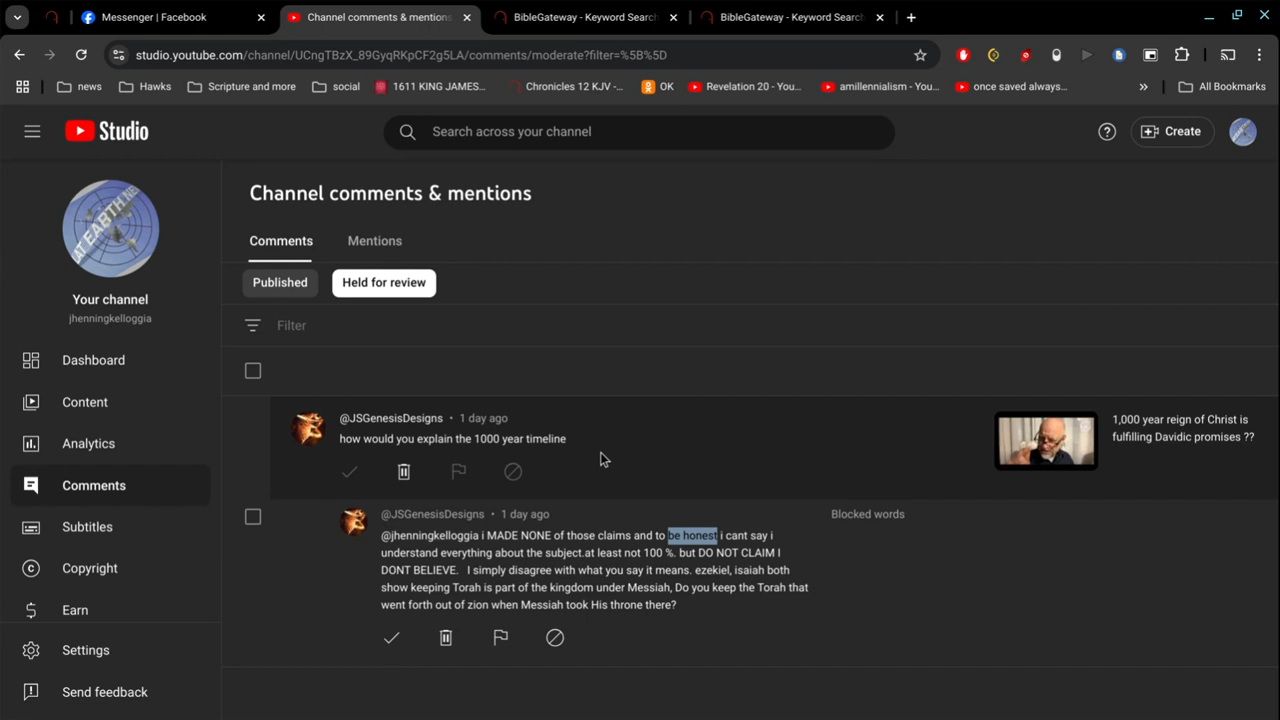 Messenger | Facebook
Channel comments & mentions
BibleGateway - Keyword Search
BibleGateway - Keyword Search
studio.youtube.com/channel/UCngTBzX_89GyqRKpCF2g5LA/comments/moderate?filter=%5B%5D
news
Hawks
Scripture and more
social
1611 KING JAMES...
Chronicles 12 KJV -...
OK
Revelation 20 - You...
amillennialism - You...
once saved always...
All Bookmarks
Studio
Search across your channel
Create
AT EARTH.NE
Your channel
jhenningkelloggia
Dashboard
Content
Analytics
Comments
Subtitles
Copyright
Earn
Settings
Send feedback
Channel comments & mentions
Comments
Mentions
Published
Held for review
Filter
@JSGenesisDesigns • 1 day ago
how would you explain the 1000 year timeline
1,000 year reign of Christ is
fulfilling Davidic promises ??
@JSGenesisDesigns • 1 day ago
Blocked words
@jhenningkelloggia i MADE NONE of those claims and to be honest i cant say i
understand everything about the subject.at least not 100 %. but DO NOT CLAIM I
DONT BELIEVE. I simply disagree with what you say it means. ezekiel, isaiah both
show keeping Torah is part of the kingdom under Messiah, Do you keep the Torah that
went forth out of zion when Messiah took His throne there?